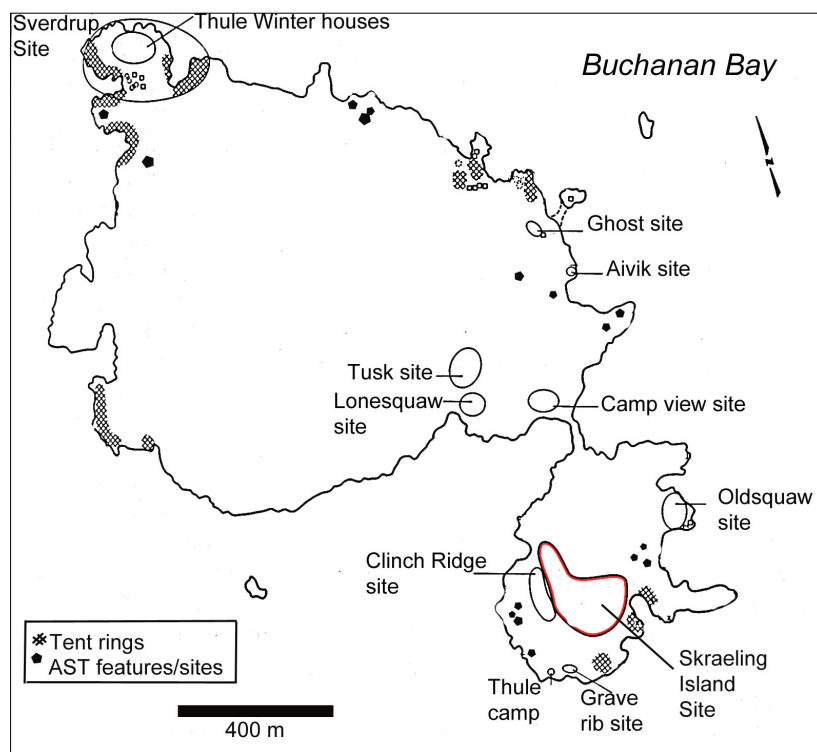 Sverdrup
Site
Thule Winter houses
Buchanan Bay
N
Ghost site
Aivik site
Tusk site
Lonesquaw
site
Camp view site
Oldsquaw
site
Clinch Ridge
site
Skraeling
Island
Site
Thule
camp
Grave
rib site
Tent rings
AST features/sites
400 m